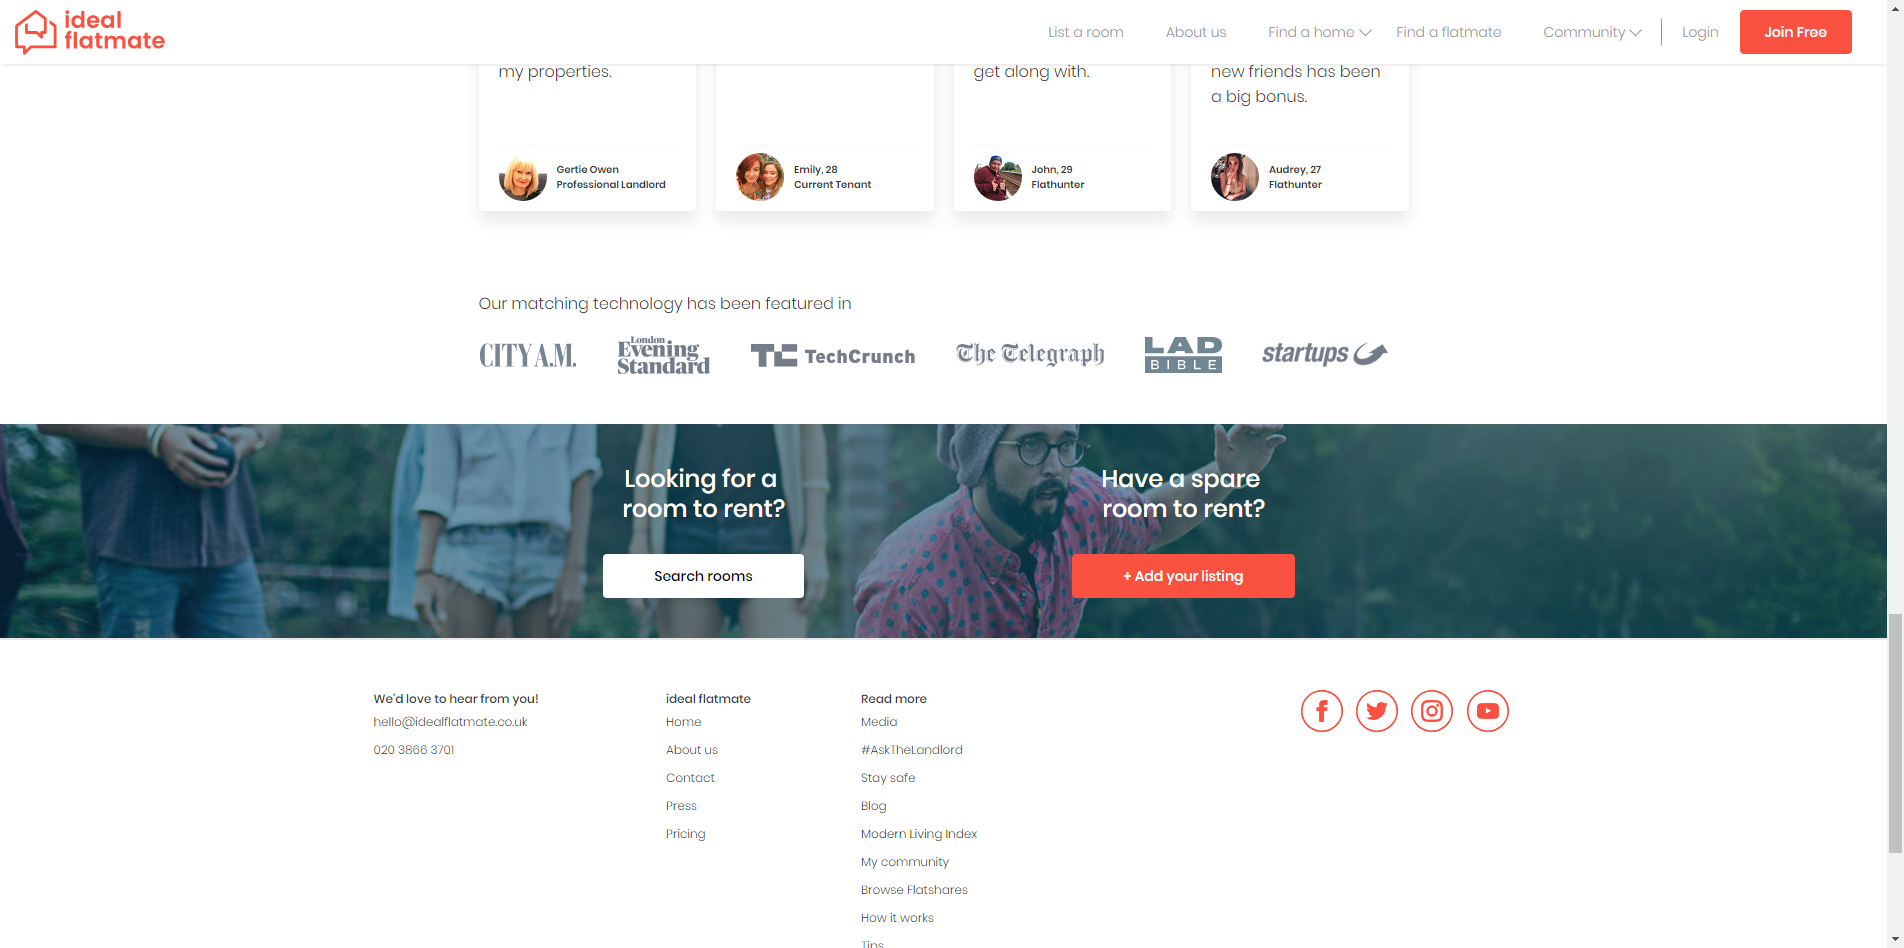 ideal
flatmate
List a room
About us
Find a home
Find a flatmate
Community
Login
Join Free
my properties.
get along with.
new friends has been
a big bonus.
Gertie Owen
Professional Landlord
Emily, 28
Current Tenant
John, 29
Flathunter
Audrey, 27
Flathunter
Our matching technology has been featured in
CITY A.M.
London
Evening
Standard
TC TechCrunch
The Telegraph
LAD
BIBLE
startups
Looking for a
room to rent?
Search rooms
Have a spare
room to rent?
+ Add your listing
We'd love to hear from you!
hello@idealflatmate.co.uk
020 3866 3701
ideal flatmate
Home
About us
Contact
Press
Pricing
Read more
Media
#AskTheLandlord
Stay safe
Blog
Modern Living Index
My community
Browse Flatshares
How it works
Tips